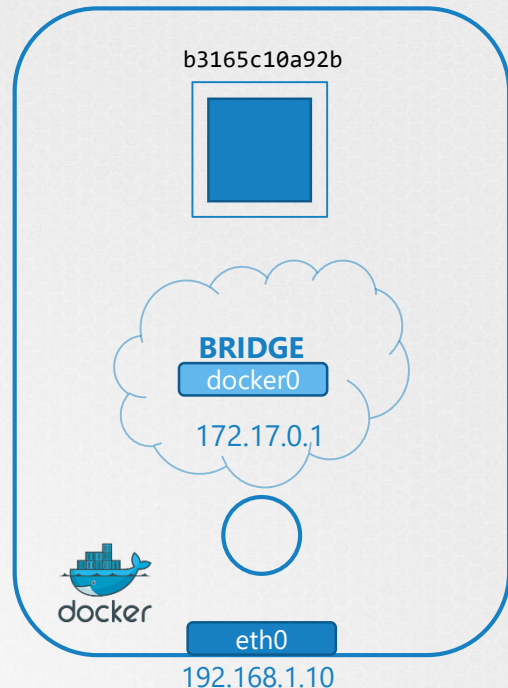 b3165c10a92b
BRIDGE
docker0
172.17.0.1
docker
eth0
192.168.1.10